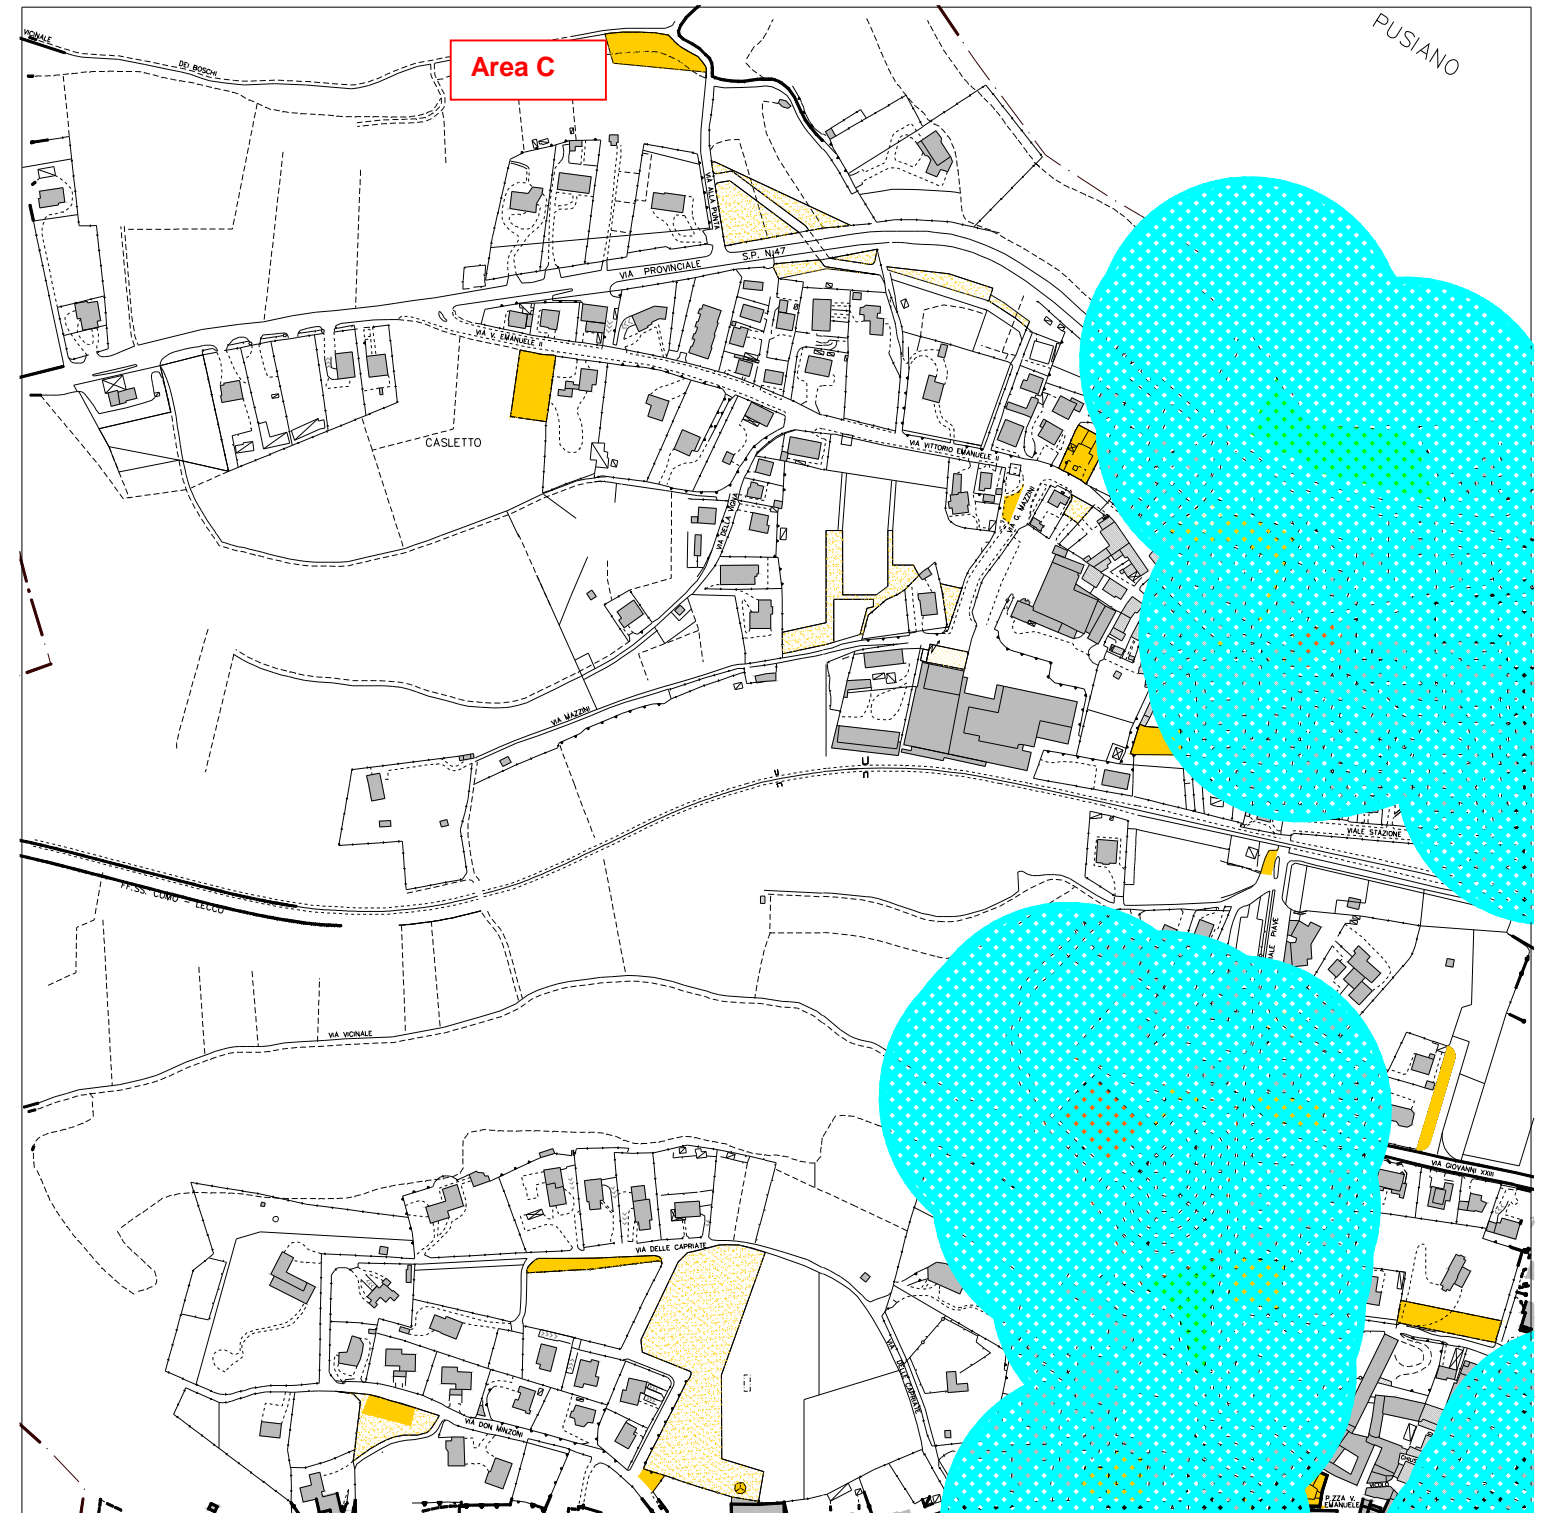 VICINALE
DEI BOSCHI
Area C
PUSIANO
VIA ALLA PUNTA
VIA PROVINCIALE
S.P. N.47
VIA V. EMANUELE II
CASLETTO
VIA VITTORIO EMANUELE II
VIA DELLA VIGNA
VIA G. MAZZINI
VIA MAZZINI
VIALE STAZIONE
FF.SS. COMO - LECCO
VIALE PIAVE
VIA VICINALE
VIA GIOVANNI XXIII
VIA DELLE CAPRIATE
VIA DELLE CAPRIATE
VIA DON MINZONI
P.ZZA V.
EMANUELE